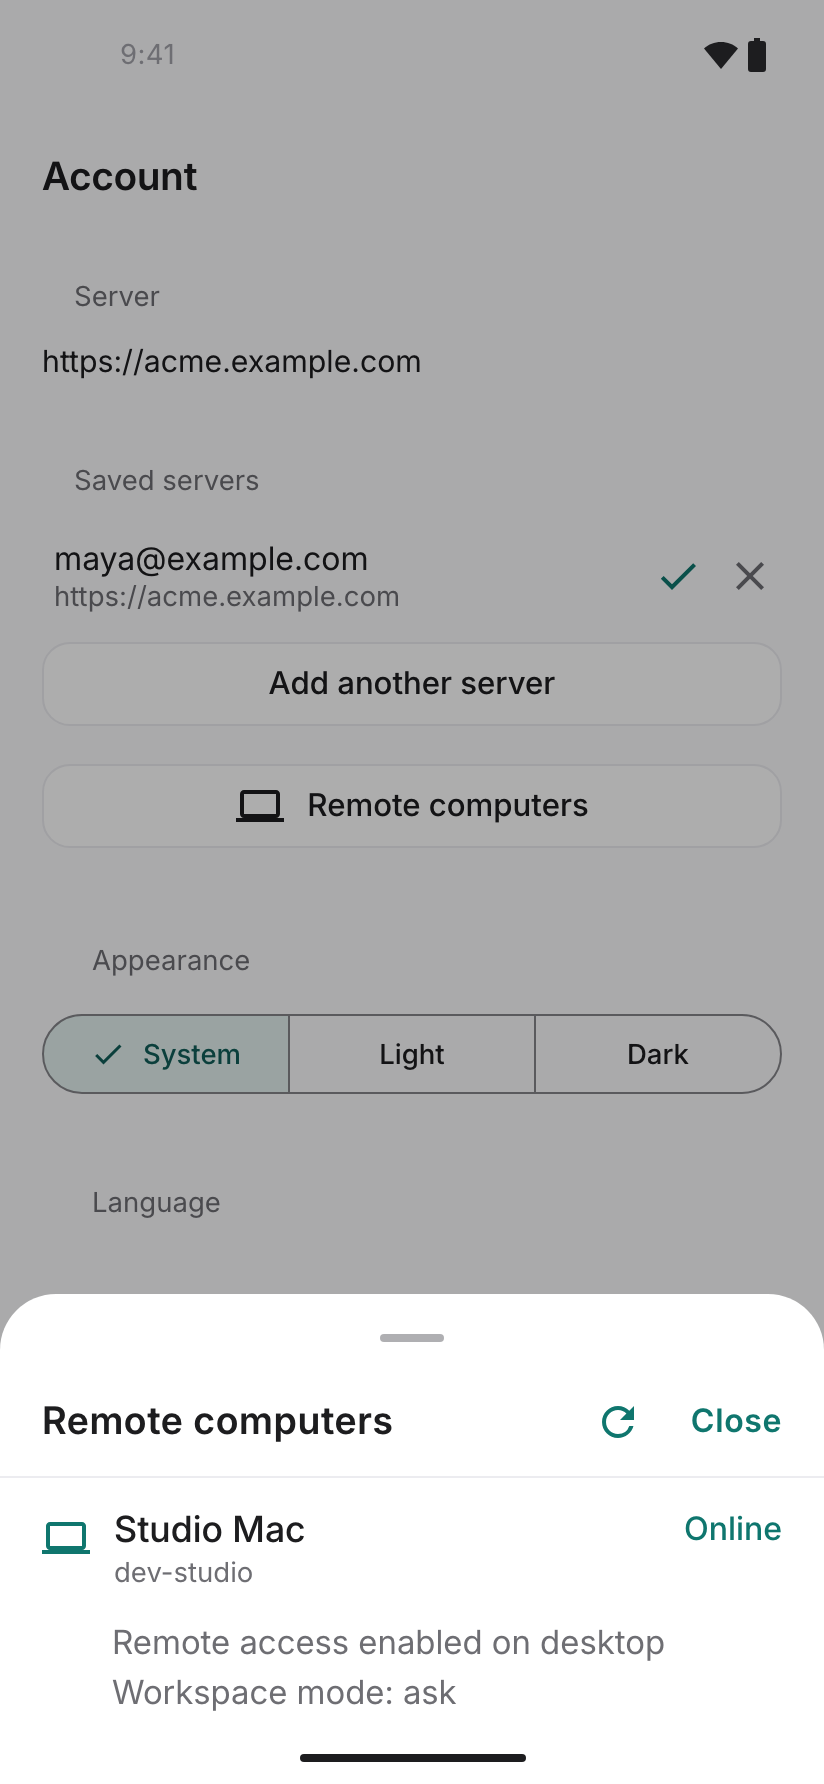 9:41
Account
Server
https://acme.example.com
Saved servers
maya@example.com
https://acme.example.com
Add another server
Remote computers
Appearance
System
Light
Dark
Language
Remote computers
Close
Studio Mac
Online
dev-studio
Remote access enabled on desktop
Workspace mode: ask